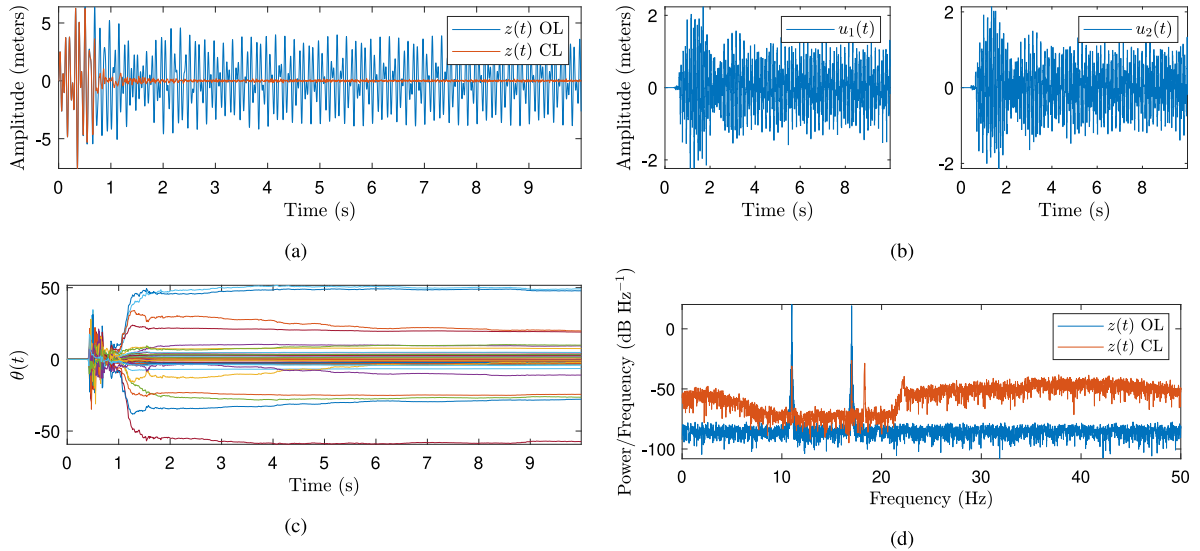 5
0
-5
Amplitude (meters)
z(t) OL
z(t) CL
0 1 2 3 4 5 6 7 8 9
Time (s)
(a)
2
0
-2
Amplitude (meters)
u₁(t)
0 2 4 6 8
Time (s)
2
0
-2
u₂(t)
0 2 4 6 8
Time (s)
(b)
50
0
-50
θ(t)
0 1 2 3 4 5 6 7 8 9
Time (s)
(c)
0
-50
-100
Power/Frequency (dB Hz⁻¹)
z(t) OL
z(t) CL
0 10 20 30 40 50
Frequency (Hz)
(d)